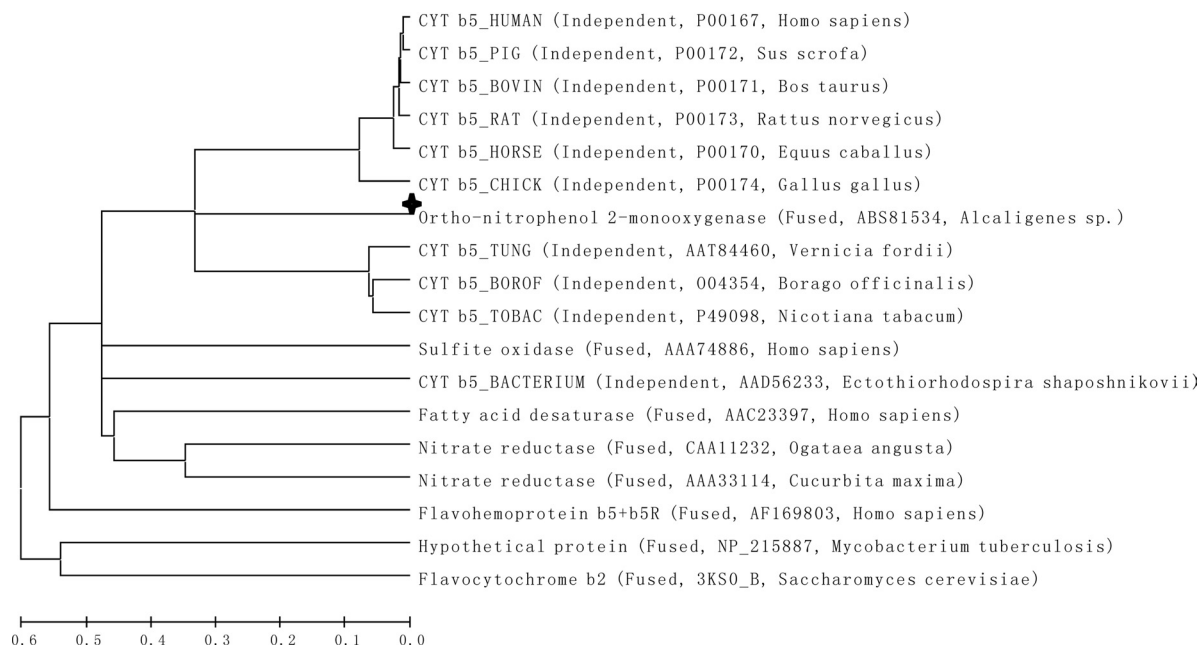 CYT b5_HUMAN (Independent, P00167, Homo sapiens)
CYT b5_PIG (Independent, P00172, Sus scrofa)
CYT b5_BOVIN (Independent, P00171, Bos taurus)
CYT b5_RAT (Independent, P00173, Rattus norvegicus)
CYT b5_HORSE (Independent, P00170, Equus caballus)
CYT b5_CHICK (Independent, P00174, Gallus gallus)
Ortho-nitrophenol 2-monooxygenase (Fused, ABS81534, Alcaligenes sp.)
CYT b5_TUNG (Independent, AAT84460, Vernicia fordii)
CYT b5_BOROF (Independent, O04354, Borago officinalis)
CYT b5_TOBAC (Independent, P49098, Nicotiana tabacum)
Sulfite oxidase (Fused, AAA74886, Homo sapiens)
CYT b5_BACTERIUM (Independent, AAD56233, Ectothiorhodospira shaposhnikovii)
Fatty acid desaturase (Fused, AAC23397, Homo sapiens)
Nitrate reductase (Fused, CAA11232, Ogataea angusta)
Nitrate reductase (Fused, AAA33114, Cucurbita maxima)
Flavohemoprotein b5+b5R (Fused, AF169803, Homo sapiens)
Hypothetical protein (Fused, NP_215887, Mycobacterium tuberculosis)
Flavocytochrome b2 (Fused, 3KS0_B, Saccharomyces cerevisiae)
0.6 0.5 0.4 0.3 0.2 0.1 0.0